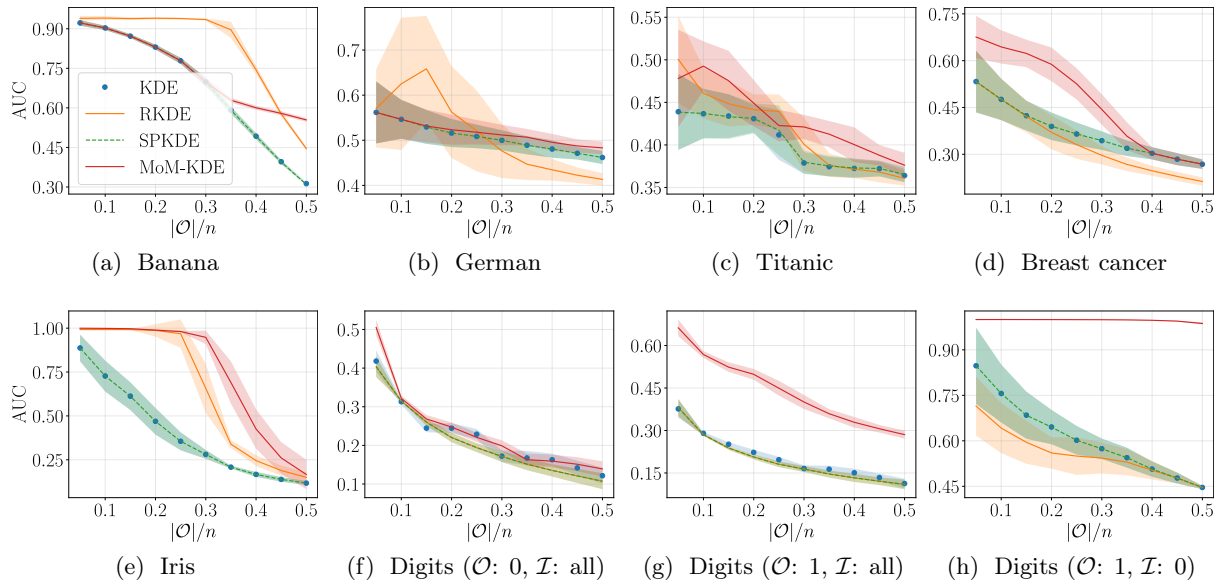 AUC
0.90
0.75
0.60
0.45
0.30
KDE
RKDE
SPKDE
MoM-KDE
0.1 0.2 0.3 0.4 0.5
|𝒪|/n
(a) Banana
0.7
0.6
0.5
0.4
0.1 0.2 0.3 0.4 0.5
|𝒪|/n
(b) German
0.55
0.50
0.45
0.40
0.35
0.1 0.2 0.3 0.4 0.5
|𝒪|/n
(c) Titanic
0.75
0.60
0.45
0.30
0.1 0.2 0.3 0.4 0.5
|𝒪|/n
(d) Breast cancer
AUC
1.00
0.75
0.50
0.25
0.1 0.2 0.3 0.4 0.5
|𝒪|/n
(e) Iris
0.5
0.4
0.3
0.2
0.1
0.1 0.2 0.3 0.4 0.5
|𝒪|/n
(f) Digits (𝒪: 0, ℐ: all)
0.60
0.45
0.30
0.15
0.1 0.2 0.3 0.4 0.5
|𝒪|/n
(g) Digits (𝒪: 1, ℐ: all)
0.90
0.75
0.60
0.45
0.1 0.2 0.3 0.4 0.5
|𝒪|/n
(h) Digits (𝒪: 1, ℐ: 0)